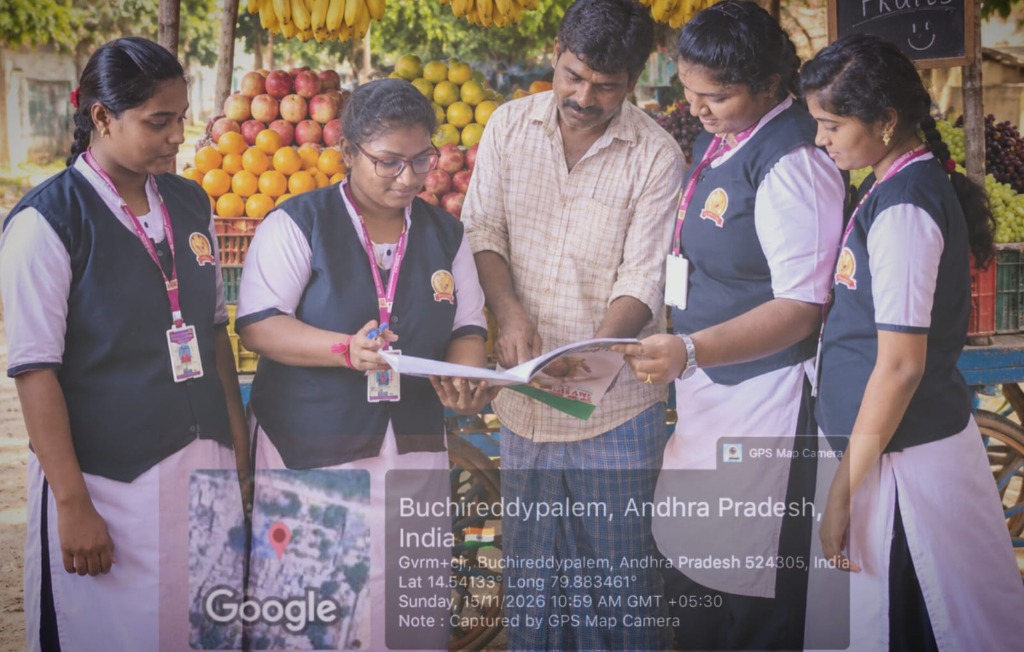 Fruits
GPS Map Camera
Buchireddypalem, Andhra Pradesh,
India
Gvrm+cjr, Buchireddypalem, Andhra Pradesh 524305, India
Lat 14.54133° Long 79.883461°
Sunday, 15/11/2026 10:59 AM GMT +05:30
Note : Captured by GPS Map Camera
Google